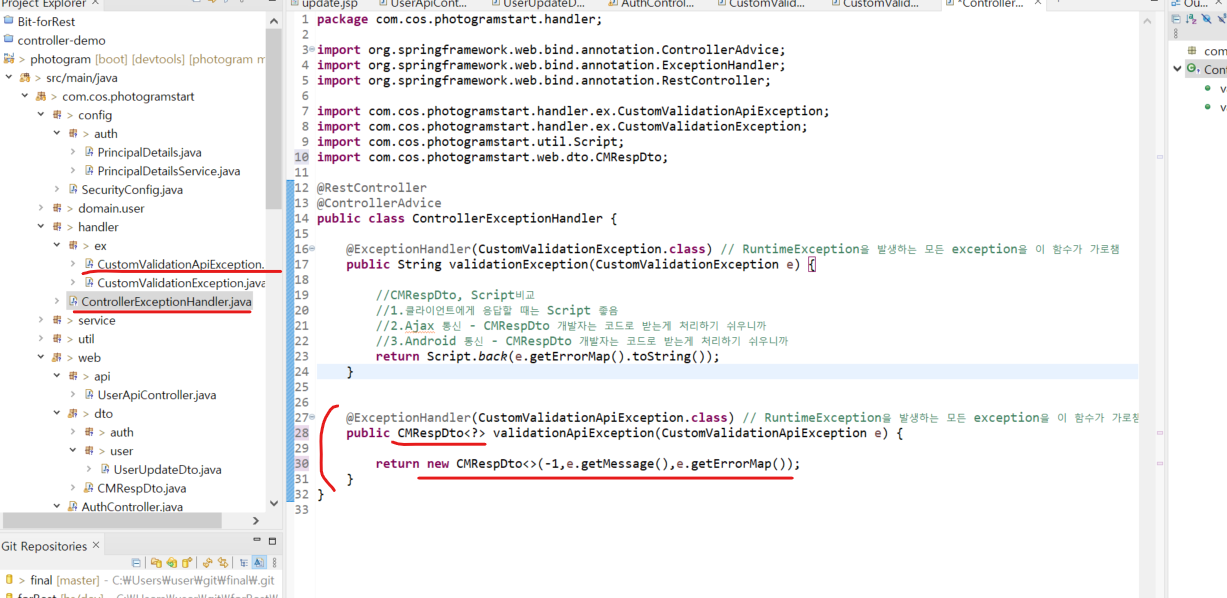 Project Explorer ×
update.jsp
UserApiCont...
UserUpdateD...
AuthControl...
CustomValid...
CustomValid...
*Controller... ×
Ou...
Bit-forRest
controller-demo
> photogram [boot] [devtools] [photogram m
> src/main/java
> com.cos.photogramstart
> config
> auth
> PrincipalDetails.java
> PrincipalDetailsService.java
> SecurityConfig.java
> domain.user
> handler
> ex
> CustomValidationApiException.
> CustomValidationException.java
> ControllerExceptionHandler.java
> service
> util
> web
> api
> UserApiController.java
> dto
> auth
> user
> UserUpdateDto.java
> CMRespDto.java
> AuthController.java
Git Repositories ×
> final [master] - C:₩Users₩user₩git₩final₩.git
1 package com.cos.photogramstart.handler;
2
3 import org.springframework.web.bind.annotation.ControllerAdvice;
4 import org.springframework.web.bind.annotation.ExceptionHandler;
5 import org.springframework.web.bind.annotation.RestController;
6
7 import com.cos.photogramstart.handler.ex.CustomValidationApiException;
8 import com.cos.photogramstart.handler.ex.CustomValidationException;
9 import com.cos.photogramstart.util.Script;
10 import com.cos.photogramstart.web.dto.CMRespDto;
11
12 @RestController
13 @ControllerAdvice
14 public class ControllerExceptionHandler {
15
16 @ExceptionHandler(CustomValidationException.class) // RuntimeException을 발생하는 모든 exception을 이 함수가 가로챔
17 public String validationException(CustomValidationException e) {
18
19 //CMRespDto, Script비교
20 //1.클라이언트에게 응답할 때는 Script 좋음
21 //2.Ajax 통신 - CMRespDto 개발자는 코드로 받는게 처리하기 쉬우니까
22 //3.Android 통신 - CMRespDto 개발자는 코드로 받는게 처리하기 쉬우니까
23 return Script.back(e.getErrorMap().toString());
24 }
25
26
27 @ExceptionHandler(CustomValidationApiException.class) // RuntimeException을 발생하는 모든 exception을 이 함수가 가로챔
28 public CMRespDto<?> validationApiException(CustomValidationApiException e) {
29
30 return new CMRespDto<>(-1,e.getMessage(),e.getErrorMap());
31 }
32 }
33
com
Cont